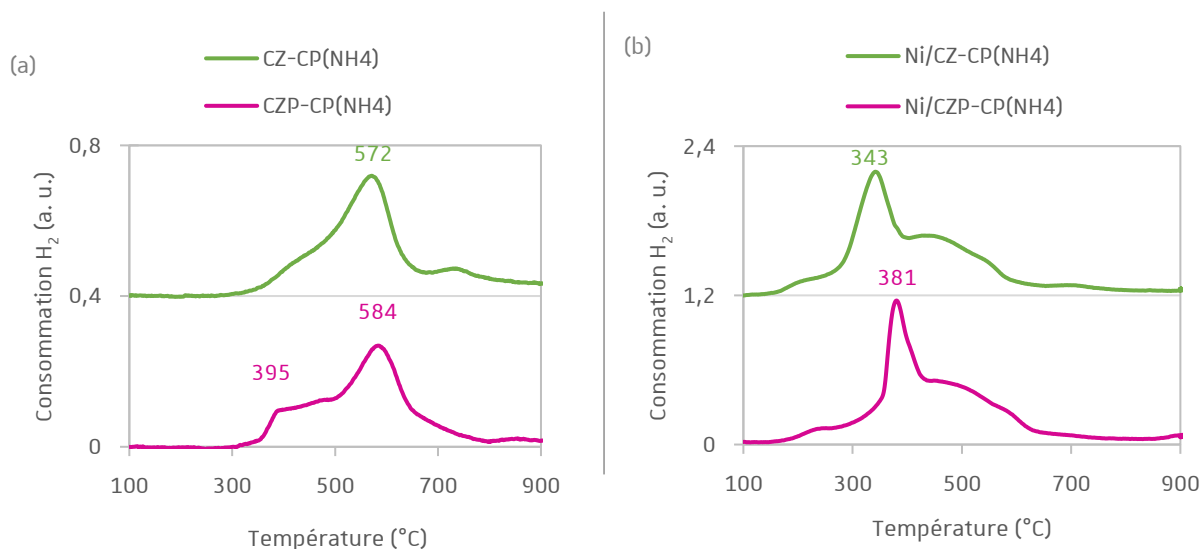 (a)
CZ-CP(NH4)
CZP-CP(NH4)
0,8
0,4
0
Consommation H2 (a. u.)
572
584
395
100 300 500 700 900
Température (°C)
(b)
Ni/CZ-CP(NH4)
Ni/CZP-CP(NH4)
2,4
1,2
0
Consommation H2 (a. u.)
343
381
100 300 500 700 900
Température (°C)